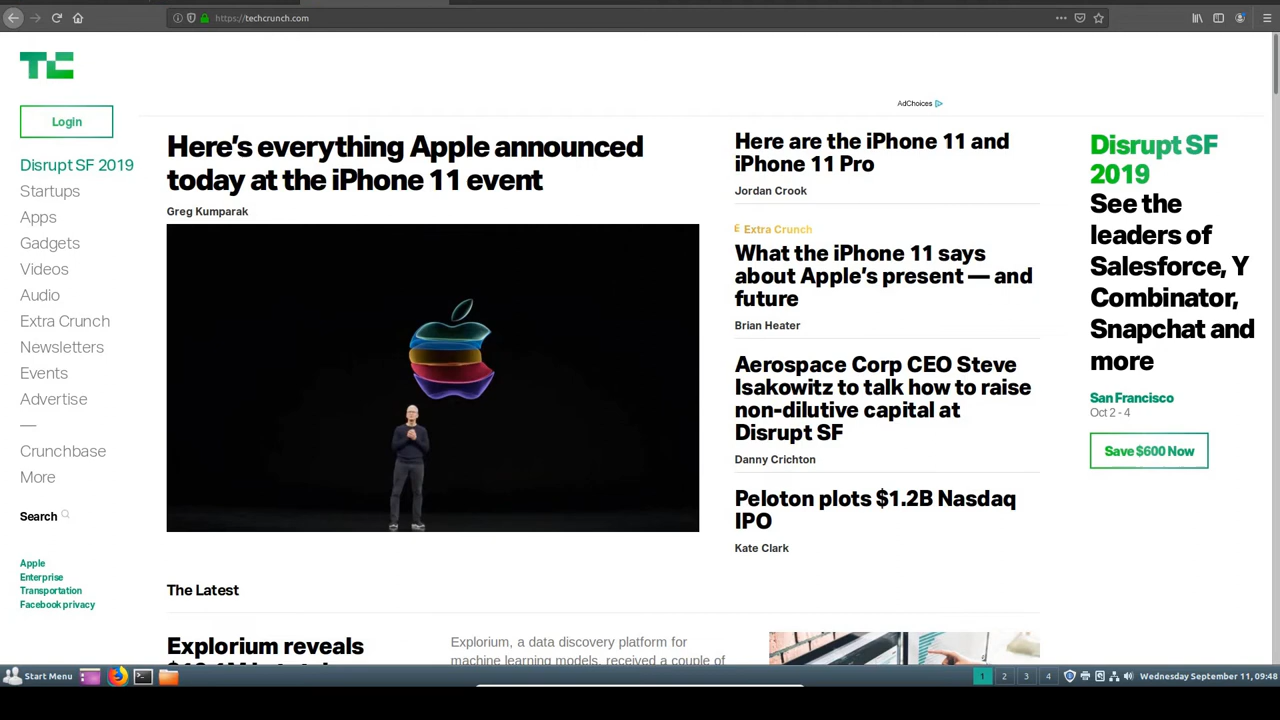 https://techcrunch.com
TC
Login
Disrupt SF 2019
Startups
Apps
Gadgets
Videos
Audio
Extra Crunch
Newsletters
Events
Advertise
—
Crunchbase
More
Search
Apple
Enterprise
Transportation
Facebook privacy
AdChoices
Here's everything Apple announced
today at the iPhone 11 event
Greg Kumparak
Here are the iPhone 11 and
iPhone 11 Pro
Jordan Crook
E Extra Crunch
What the iPhone 11 says
about Apple's present — and
future
Brian Heater
Aerospace Corp CEO Steve
Isakowitz to talk how to raise
non-dilutive capital at
Disrupt SF
Danny Crichton
Peloton plots $1.2B Nasdaq
IPO
Kate Clark
Disrupt SF
2019
See the
leaders of
Salesforce, Y
Combinator,
Snapchat and
more
San Francisco
Oct 2 - 4
Save $600 Now
The Latest
Explorium reveals
Explorium, a data discovery platform for
machine learning models, received a couple of
Start Menu
1 2 3 4
Wednesday September 11, 09:48